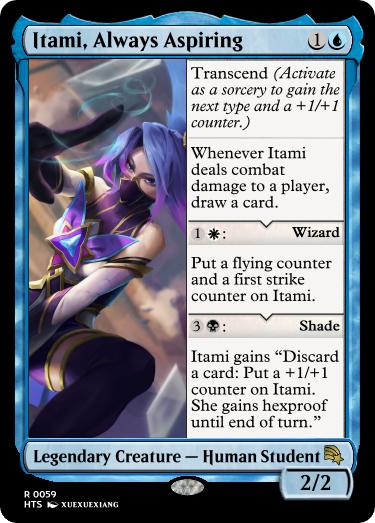 Itami, Always Aspiring 1
Transcend (Activate
as a sorcery to gain the
next type and a +1/+1
counter.)
Whenever Itami
deals combat
damage to a player,
draw a card.
1 : Wizard
Put a flying counter
and a first strike
counter on Itami.
3 : Shade
Itami gains “Discard
a card: Put a +1/+1
counter on Itami.
She gains hexproof
until end of turn.”
Legendary Creature — Human Student
2/2
R 0059
HTS XUEXUEXIANG